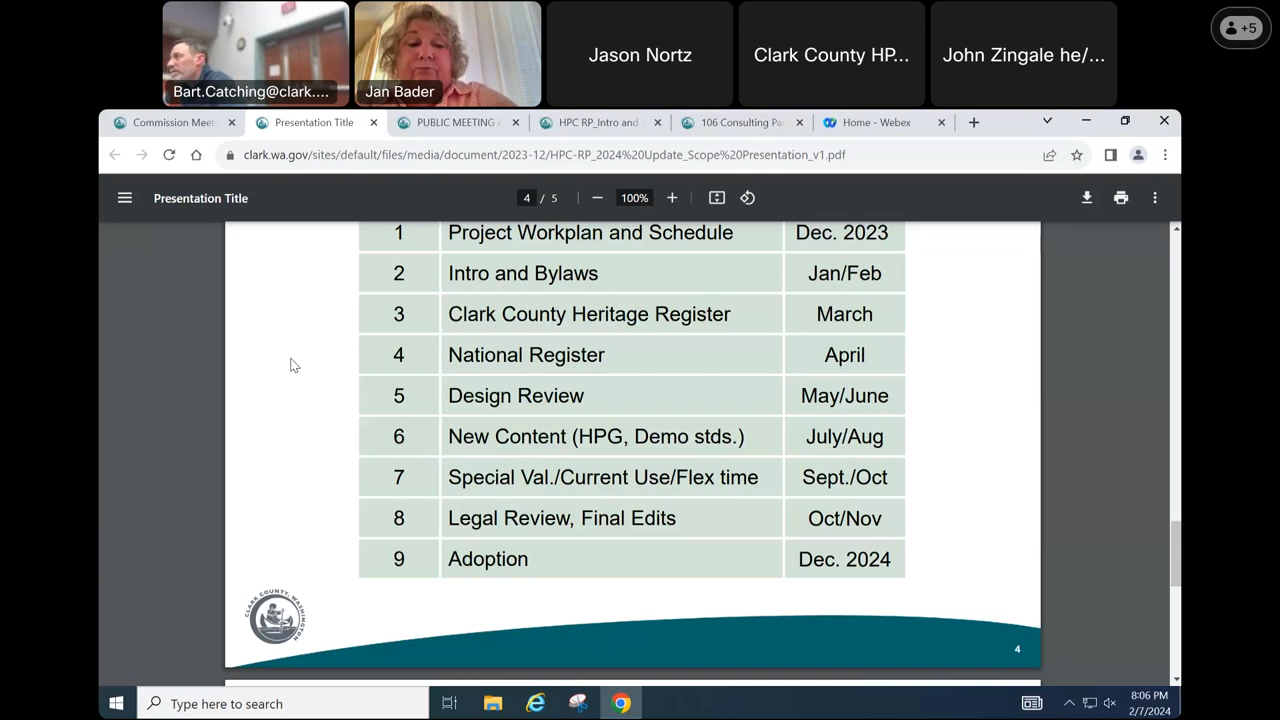 +5
Bart.Catching@clark....
Jan Bader
Jason Nortz
Clark County HP...
John Zingale he/...
Commission Meeti
Presentation Title
PUBLIC MEETING A
HPC RP_Intro and
106 Consulting Pa
Home - Webex
clark.wa.gov/sites/default/files/media/document/2023-12/HPC-RP_2024%20Update_Scope%20Presentation_v1.pdf
Presentation Title
4 / 5
100%
1 Project Workplan and Schedule Dec. 2023
2 Intro and Bylaws Jan/Feb
3 Clark County Heritage Register March
4 National Register April
5 Design Review May/June
6 New Content (HPG, Demo stds.) July/Aug
7 Special Val./Current Use/Flex time Sept./Oct
8 Legal Review, Final Edits Oct/Nov
9 Adoption Dec. 2024
CLARK COUNTY, WASHINGTON
4
Type here to search
8:06 PM
2/7/2024